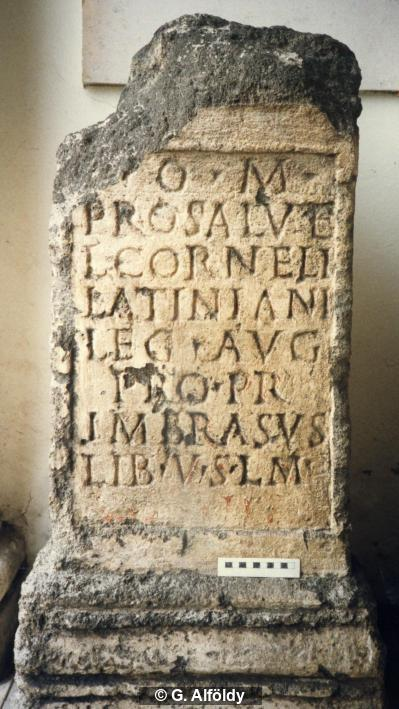 O · M ·
PRO SALVTE
L CORNELI
LATINIANI
LEG · AVG
PRO · PR
IMBRASVS
LIB · V · S · L M
© G. Alföldy